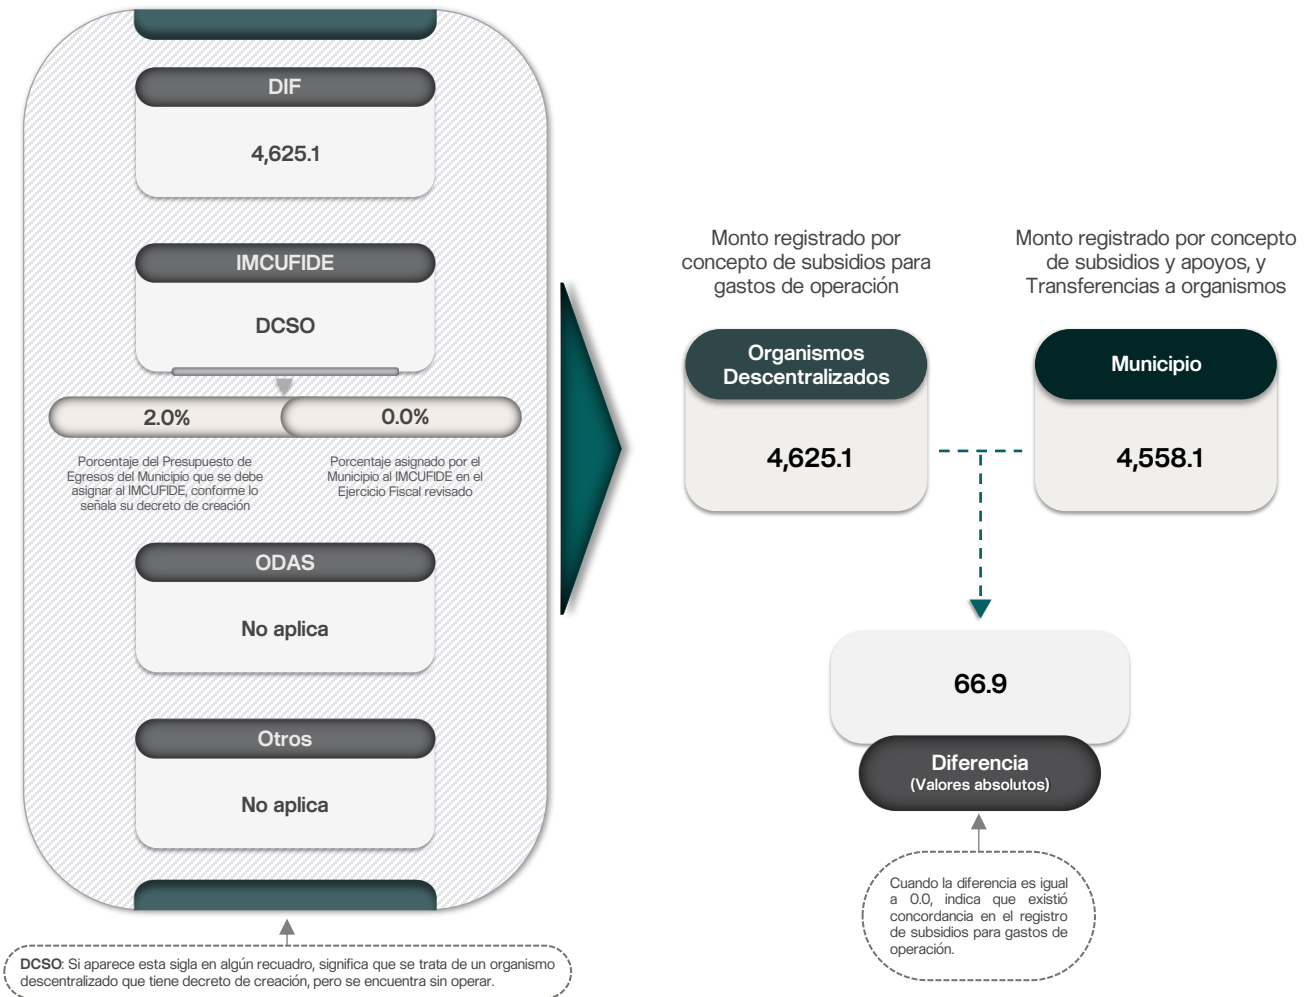 DIF
4,625.1
IMCUFIDE
DCSO
2.0%
0.0%
Porcentaje del Presupuesto de
Egresos del Municipio que se debe
asignar al IMCUFIDE, conforme lo
señala su decreto de creación
Porcentaje asignado por el
Municipio al IMCUFIDE en el
Ejercicio Fiscal revisado
ODAS
No aplica
Otros
No aplica
DCSO: Si aparece esta sigla en algún recuadro, significa que se trata de un organismo
descentralizado que tiene decreto de creación, pero se encuentra sin operar.
Monto registrado por
concepto de subsidios para
gastos de operación
Organismos
Descentralizados
4,625.1
Monto registrado por concepto
de subsidios y apoyos, y
Transferencias a organismos
Municipio
4,558.1
66.9
Diferencia
(Valores absolutos)
Cuando la diferencia es igual
a 0.0, indica que existió
concordancia en el registro
de subsidios para gastos de
operación.